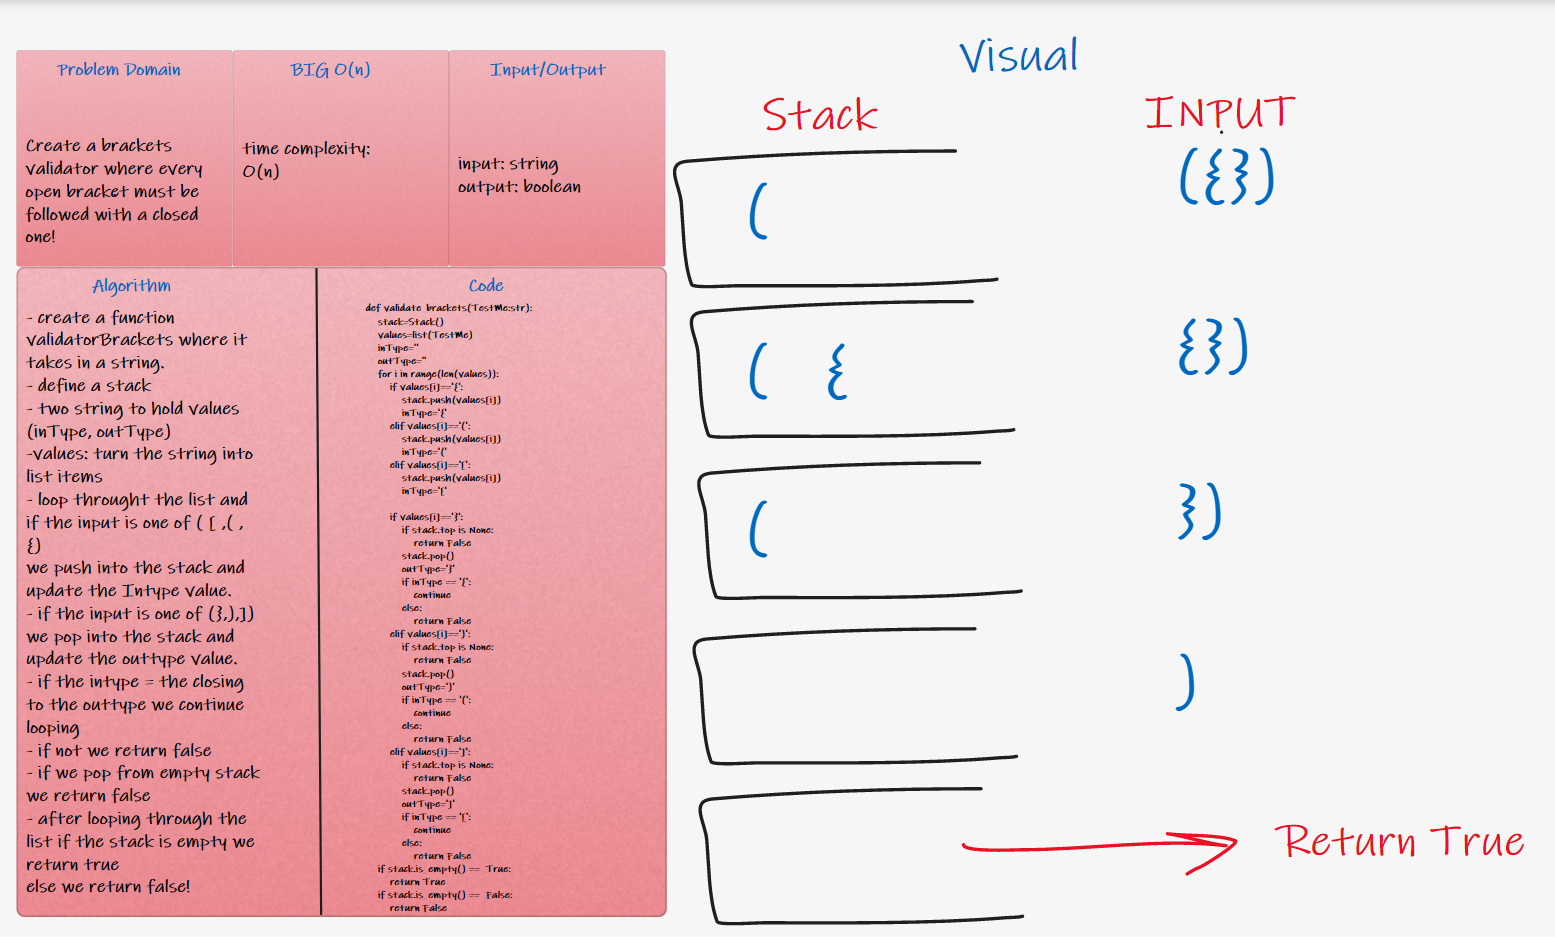 Problem Domain
Create a brackets
validator where every
open bracket must be
followed with a closed
one!
BIG O(n)
time complexity:
O(n)
Input/Output
input: string
output: boolean
Algorithm
- create a function
validatorBrackets where it
takes in a string.
- define a stack
- two string to hold values
(inType, outType)
-values: turn the string into
list items
- loop throught the list and
if the input is one of ( [ ,( ,
{)
we push into the stack and
update the Intype value.
- if the input is one of (},),])
we pop into the stack and
update the outtype value.
- if the intype = the closing
to the outtype we continue
looping
- if not we return false
- if we pop from empty stack
we return false
- after looping through the
list if the stack is empty we
return true
else we return false!
Code
def validate_brackets(TestMe:str):
stack=Stack()
values=list(TestMe)
inType=''
outType=''
for i in range(len(values)):
if values[i]=='{':
stack.push(values[i])
inType='{'
elif values[i]=='(':
stack.push(values[i])
inType='('
elif values[i]=='[':
stack.push(values[i])
inType='['
if values[i]=='}':
if stack.top is None:
return False
stack.pop()
outType='}'
if inType == '{':
continue
else:
return False
elif values[i]==')':
if stack.top is None:
return False
stack.pop()
outType=')'
if inType == '(':
continue
else:
return False
elif values[i]==']':
if stack.top is None:
return False
stack.pop()
outType=']'
if inType == '[':
continue
else:
return False
if stack.is_empty() == True:
return True
if stack.is_empty() == False:
return False
Visual
Stack
INPUT
(
({})
( {
{})
(
})
)
Return True